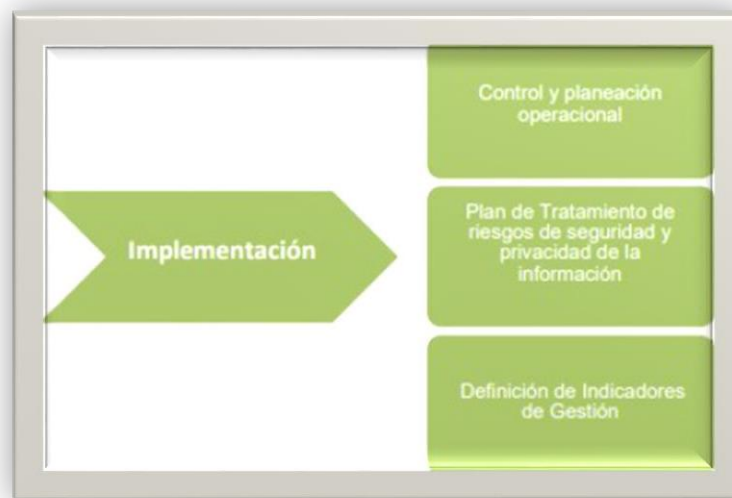 Implementación
Control y planeación
operacional
Plan de Tratamiento de
riesgos de seguridad y
privacidad de la
información
Definición de Indicadores
de Gestión